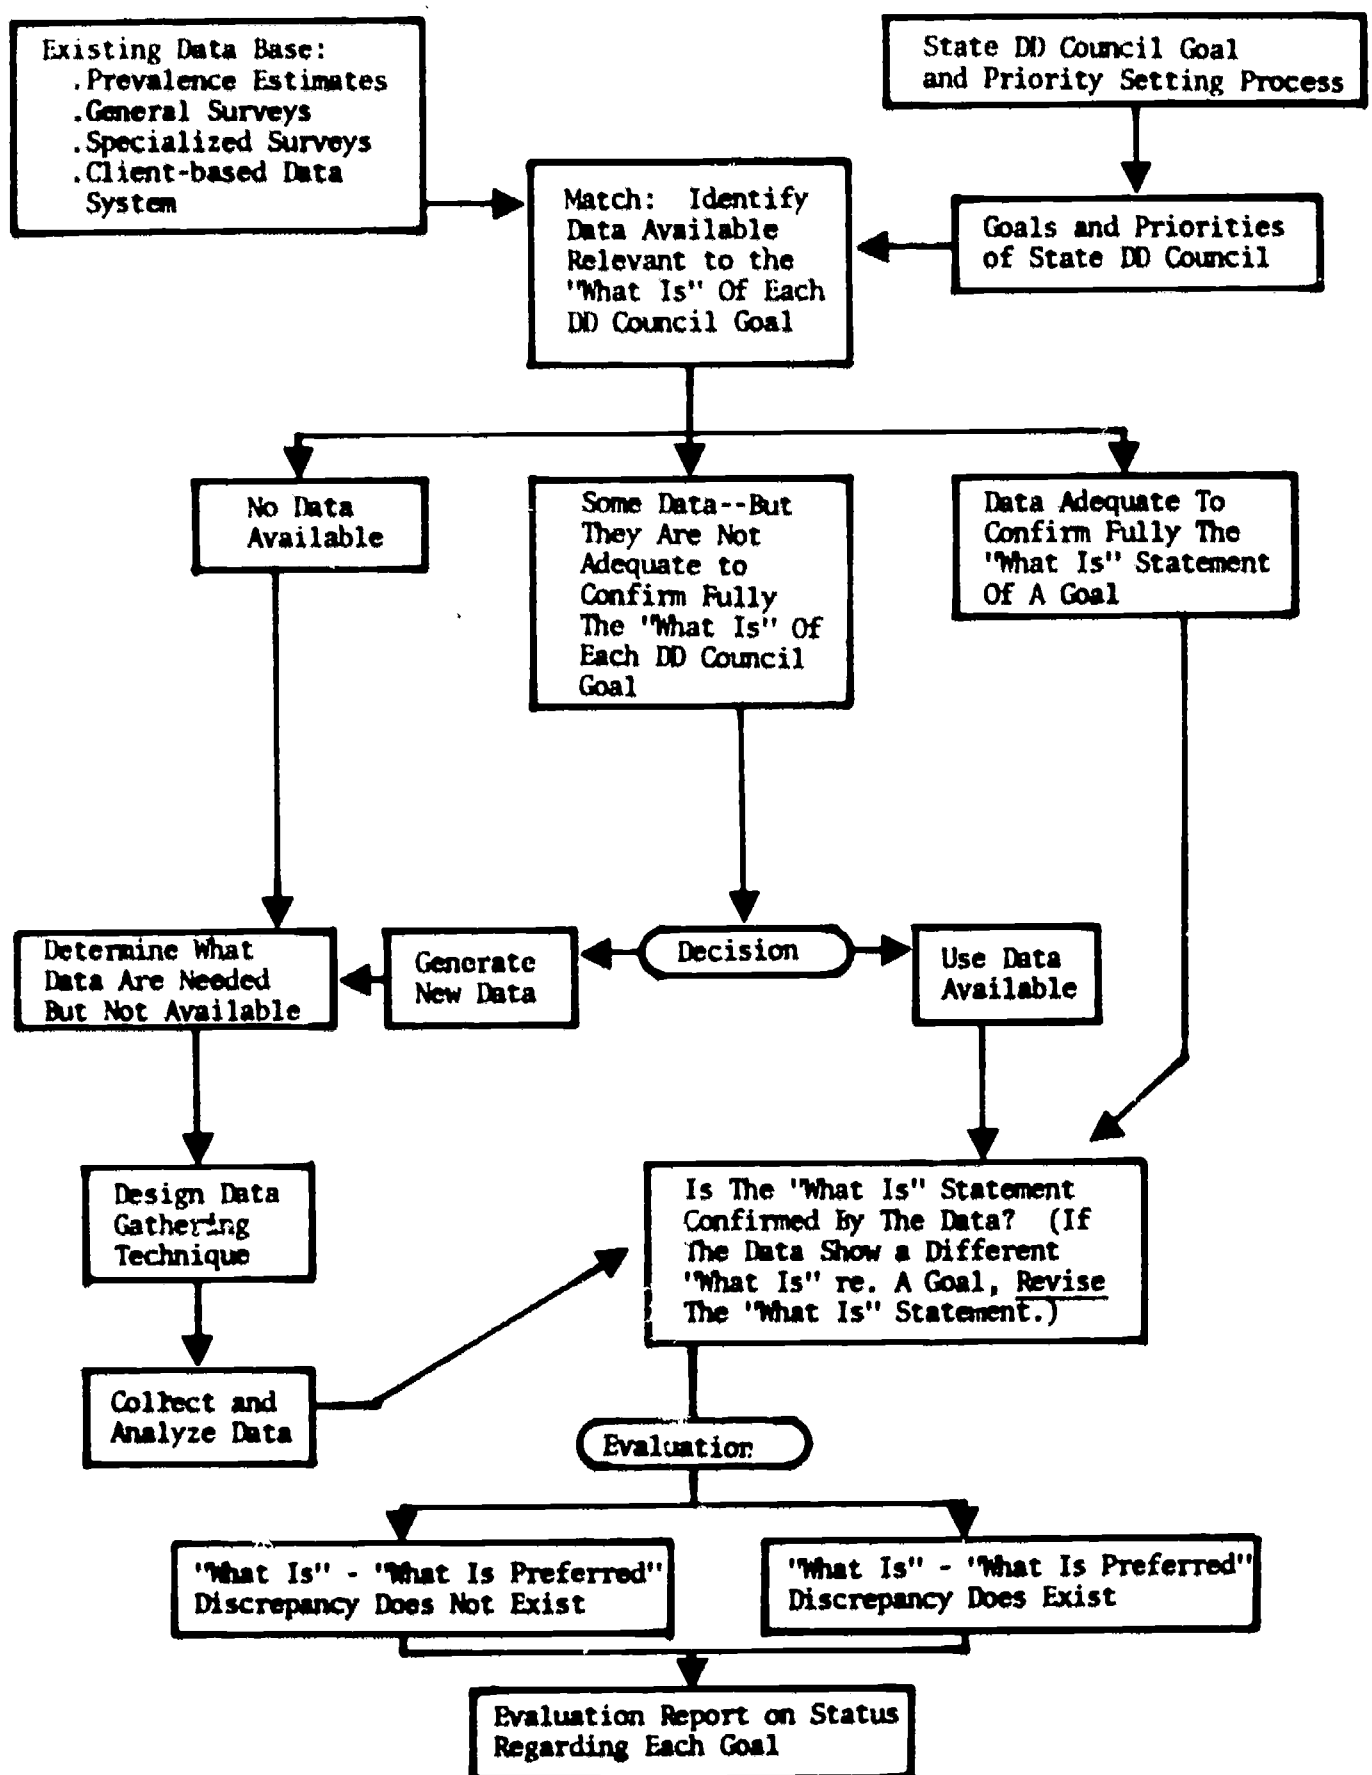 Existing Data Base:
.Prevalence Estimates
.General Surveys
.Specialized Surveys
.Client-based Data
System
State DD Council Goal
and Priority Setting Process
Goals and Priorities
of State DD Council
Match: Identify
Data Available
Relevant to the
"What Is" Of Each
DD Council Goal
No Data
Available
Some Data--But
They Are Not
Adequate to
Confirm Fully
The "What Is" Of
Each DD Council
Goal
Data Adequate To
Confirm Fully The
"What Is" Statement
Of A Goal
Determine What
Data Are Needed
But Not Available
Generate
New Data
Decision
Use Data
Available
Design Data
Gathering
Technique
Collect and
Analyze Data
Is The "What Is" Statement
Confirmed By The Data? (If
The Data Show a Different
"What Is" re. A Goal, Revise
The "What Is" Statement.)
Evaluation
"What Is" - "What Is Preferred"
Discrepancy Does Not Exist
"What Is" - "What Is Preferred"
Discrepancy Does Exist
Evaluation Report on Status
Regarding Each Goal